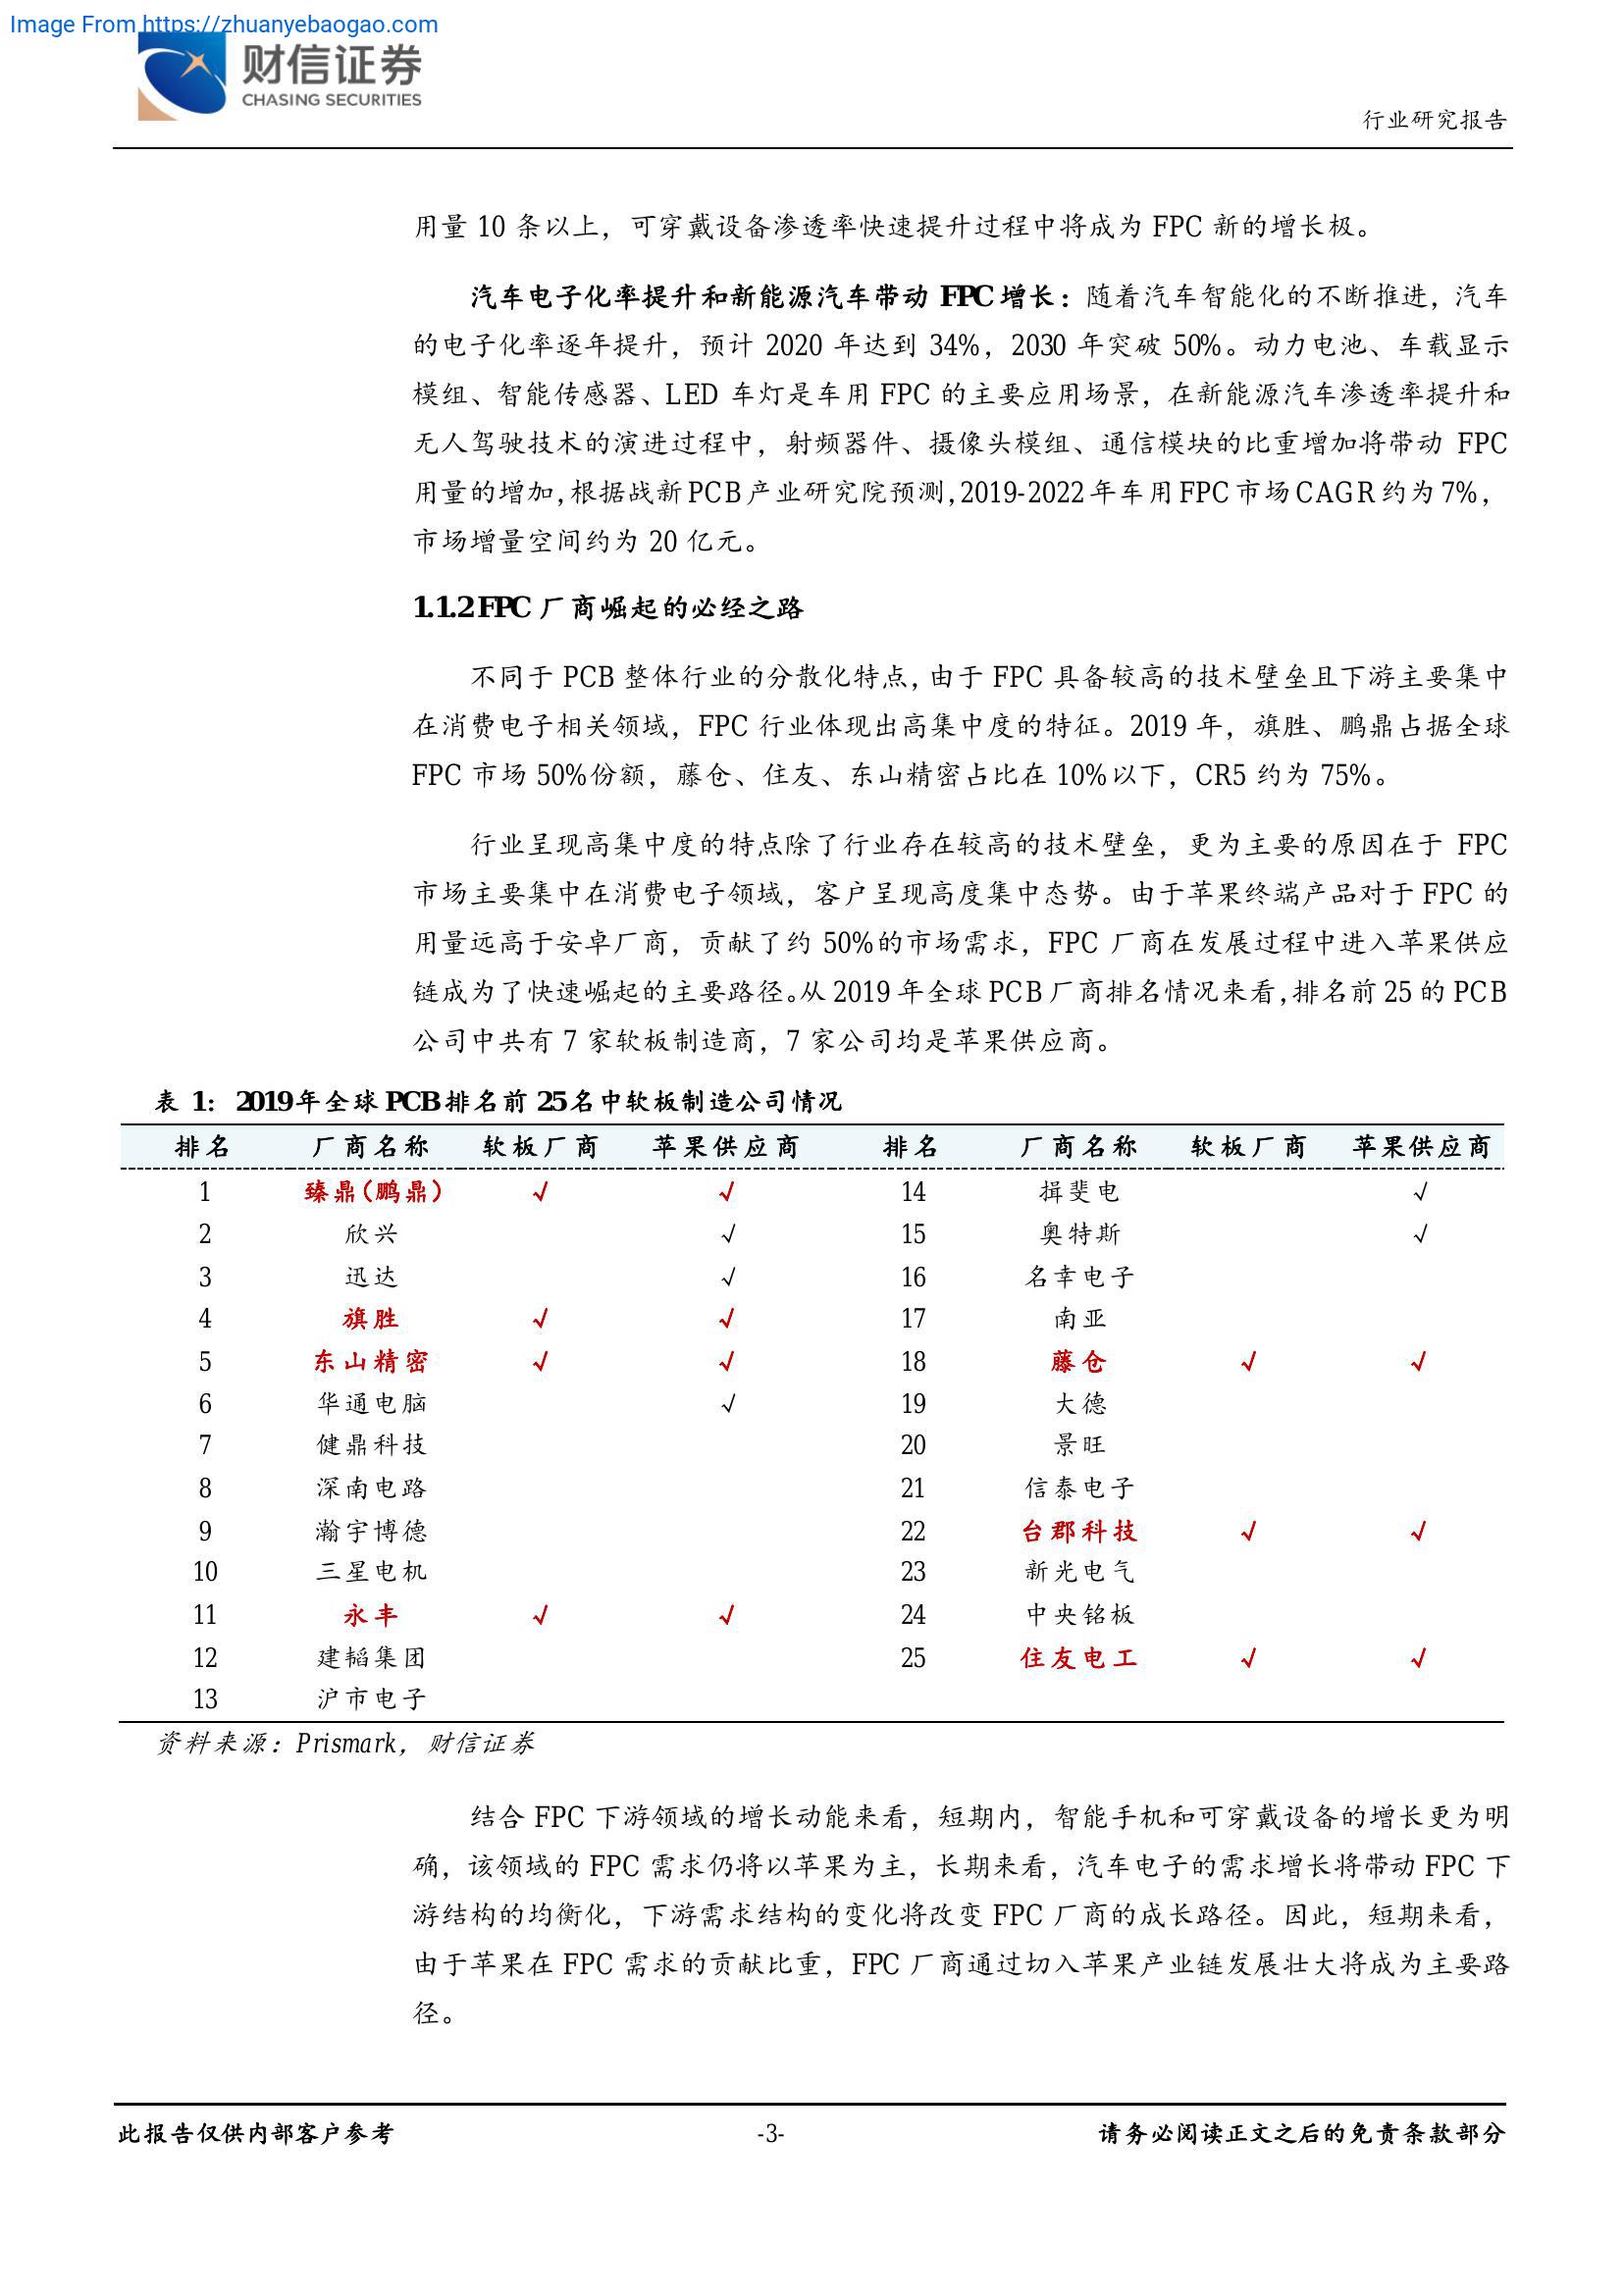 Image From https://zhuanyebaogao.com
财信证券
CHASING SECURITIES
行业研究报告
用量 10 条以上，可穿戴设备渗透率快速提升过程中将成为 FPC 新的增长极。
汽车电子化率提升和新能源汽车带动 FPC 增长：随着汽车智能化的不断推进，汽车
的电子化率逐年提升，预计 2020 年达到 34%，2030 年突破 50%。动力电池、车载显示
模组、智能传感器、LED 车灯是车用 FPC 的主要应用场景，在新能源汽车渗透率提升和
无人驾驶技术的演进过程中，射频器件、摄像头模组、通信模块的比重增加将带动 FPC
用量的增加，根据战新 PCB 产业研究院预测，2019-2022 年车用 FPC 市场 CAGR 约为 7%，
市场增量空间约为 20 亿元。
1.1.2 FPC 厂商崛起的必经之路
不同于 PCB 整体行业的分散化特点，由于 FPC 具备较高的技术壁垒且下游主要集中
在消费电子相关领域，FPC 行业体现出高集中度的特征。2019 年，旗胜、鹏鼎占据全球
FPC 市场 50%份额，藤仓、住友、东山精密占比在 10%以下，CR5 约为 75%。
行业呈现高集中度的特点除了行业存在较高的技术壁垒，更为主要的原因在于 FPC
市场主要集中在消费电子领域，客户呈现高度集中态势。由于苹果终端产品对于 FPC 的
用量远高于安卓厂商，贡献了约 50%的市场需求，FPC 厂商在发展过程中进入苹果供应
链成为了快速崛起的主要路径。从 2019 年全球 PCB 厂商排名情况来看，排名前 25 的 PCB
公司中共有 7 家软板制造商，7 家公司均是苹果供应商。
表 1：2019 年全球 PCB 排名前 25 名中软板制造公司情况
排名 厂商名称 软板厂商 苹果供应商 排名 厂商名称 软板厂商 苹果供应商
1 臻鼎（鹏鼎） √ √ 14 揖斐电 √
2 欣兴 √ 15 奥特斯 √
3 迅达 √ 16 名幸电子
4 旗胜 √ √ 17 南亚
5 东山精密 √ √ 18 藤仓 √ √
6 华通电脑 √ 19 大德
7 健鼎科技 20 景旺
8 深南电路 21 信泰电子
9 瀚宇博德 22 台郡科技 √ √
10 三星电机 23 新光电气
11 永丰 √ √ 24 中央铭板
12 建韬集团 25 住友电工 √ √
13 沪市电子
资料来源：Prismark，财信证券
结合 FPC 下游领域的增长动能来看，短期内，智能手机和可穿戴设备的增长更为明
确，该领域的 FPC 需求仍将以苹果为主，长期来看，汽车电子的需求增长将带动 FPC 下
游结构的均衡化，下游需求结构的变化将改变 FPC 厂商的成长路径。因此，短期来看，
由于苹果在 FPC 需求的贡献比重，FPC 厂商通过切入苹果产业链发展壮大将成为主要路
径。
此报告仅供内部客户参考 -3- 请务必阅读正文之后的免责条款部分